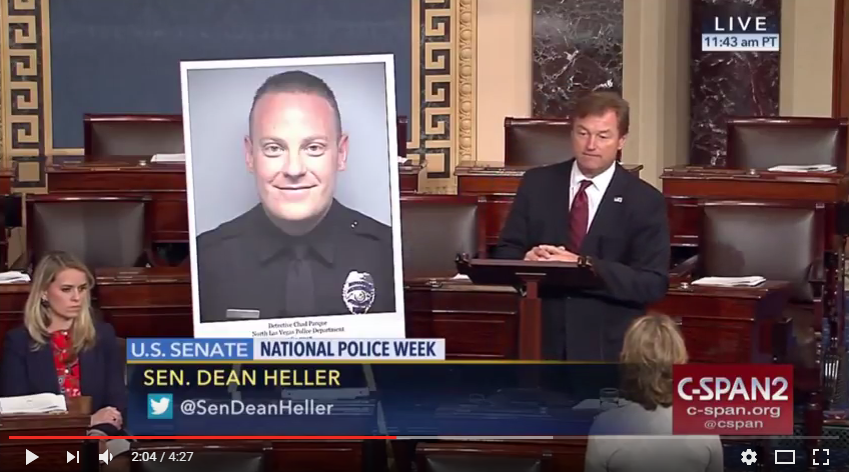 LIVE
11:43 am PT
Detective Chad Parque
North Las Vegas Police Department
U.S. SENATE NATIONAL POLICE WEEK
SEN. DEAN HELLER
@SenDeanHeller
C-SPAN2
c-span.org
@cspan
2:04 / 4:27